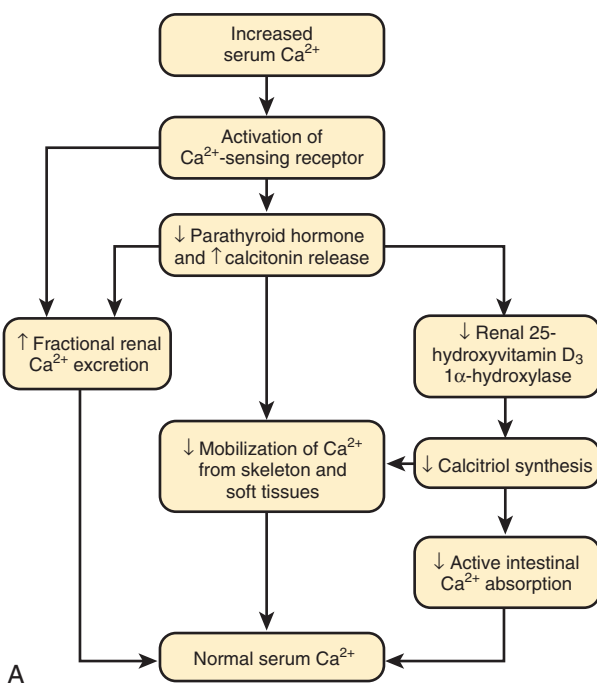 Increased
serum Ca²⁺
Activation of
Ca²⁺-sensing receptor
↓ Parathyroid hormone
and ↑ calcitonin release
↑ Fractional renal
Ca²⁺ excretion
↓ Renal 25-
hydroxyvitamin D₃
1α-hydroxylase
↓ Mobilization of Ca²⁺
from skeleton and
soft tissues
↓ Calcitriol synthesis
↓ Active intestinal
Ca²⁺ absorption
Normal serum Ca²⁺
A